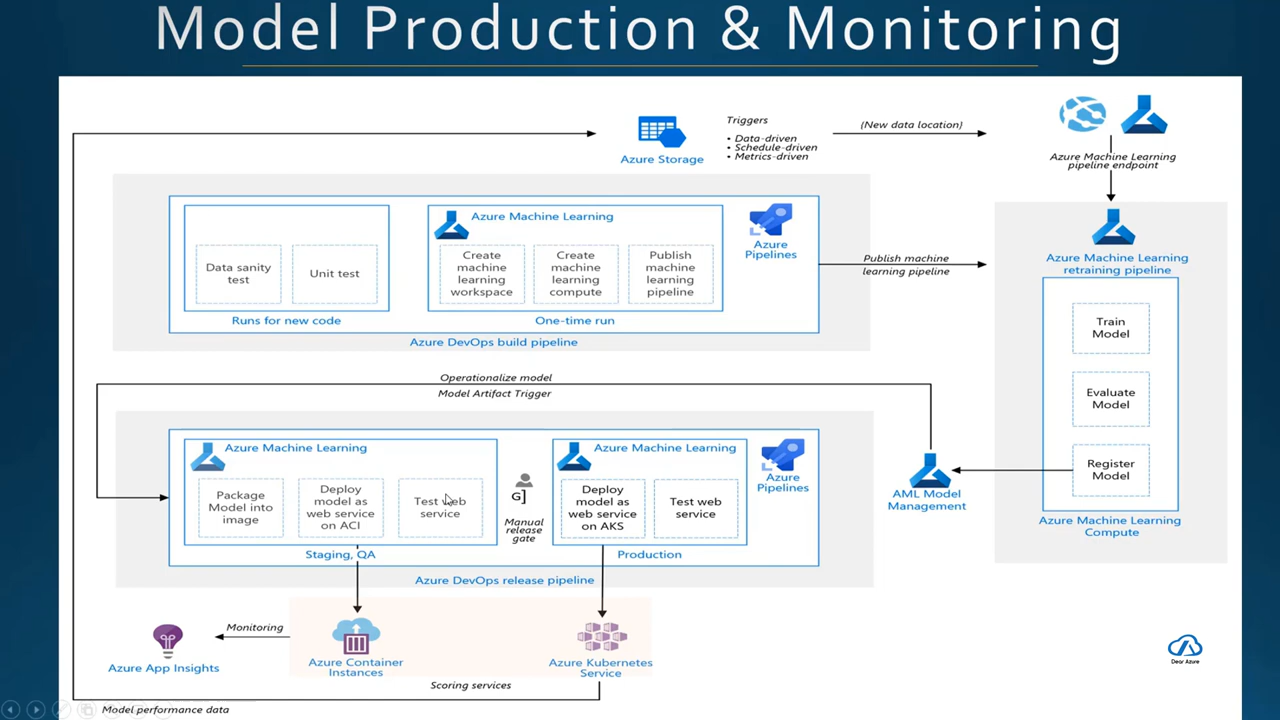 Model Production & Monitoring
Azure Storage
Triggers
• Data-driven
• Schedule-driven
• Metrics-driven
(New data location)
Azure Machine Learning
pipeline endpoint
Azure Machine Learning
Data sanity
test
Unit test
Create
machine
learning
workspace
Create
machine
learning
compute
Publish
machine
learning
pipeline
Azure
Pipelines
Runs for new code
One-time run
Azure DevOps build pipeline
Publish machine
learning pipeline
Azure Machine Learning
retraining pipeline
Train
Model
Evaluate
Model
Register
Model
Azure Machine Learning
Compute
Operationalize model
Model Artifact Trigger
AML Model
Management
Azure Machine Learning
Package
Model into
image
Deploy
model as
web service
on ACI
Test web
service
Staging, QA
G]
Manual
release
gate
Azure Machine Learning
Deploy
model as
web service
on AKS
Test web
service
Production
Azure
Pipelines
Azure DevOps release pipeline
Monitoring
Azure App Insights
Azure Container
Instances
Azure Kubernetes
Service
Scoring services
Model performance data
Dear Azure